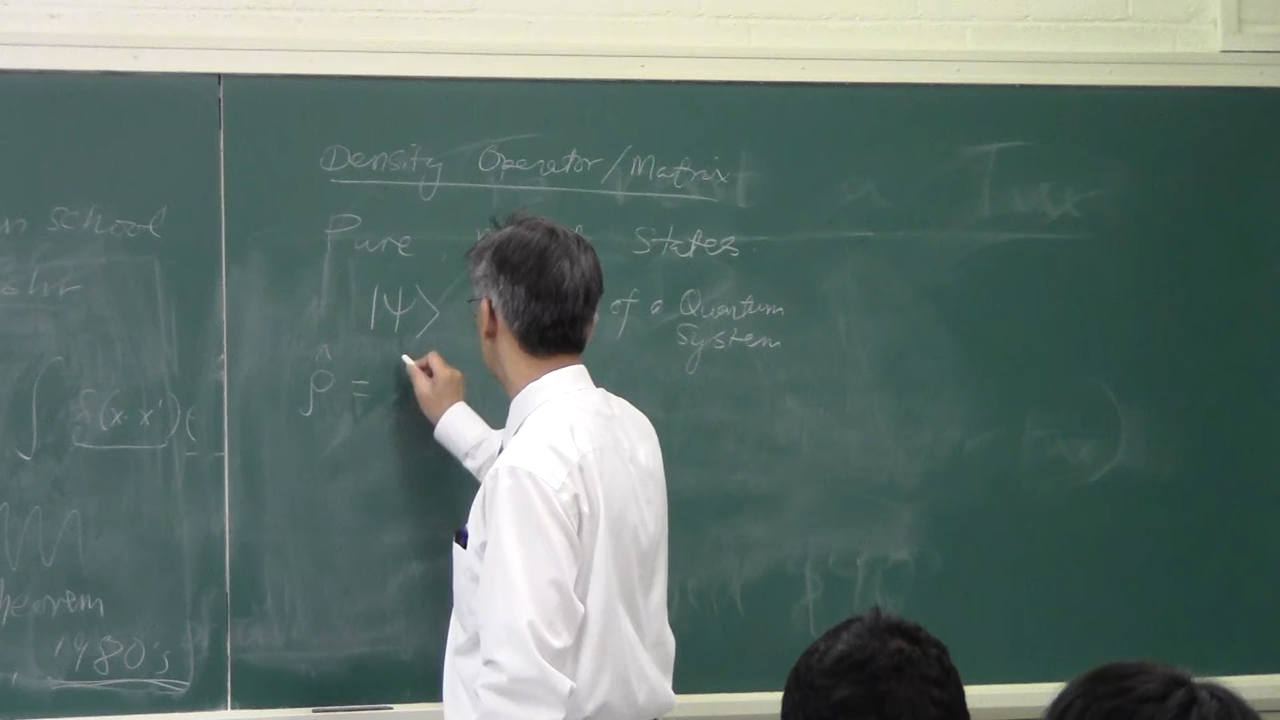 Density Operator/Matrix
Pure States.
|ψ⟩ of a Quantum
System
ρ̂ =
school
∫ δ(x-x')(
heorem
1980's